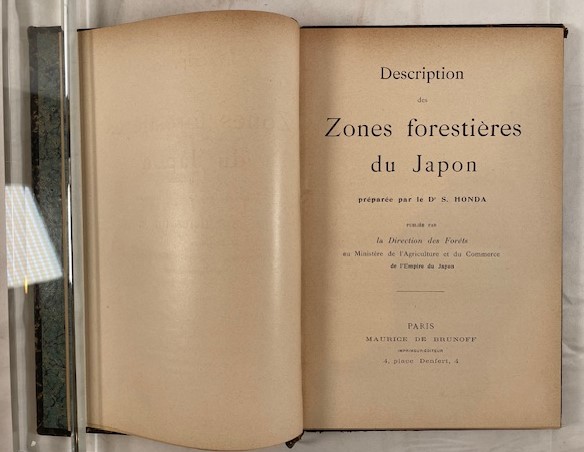 Description
des
Zones forestières
du Japon
préparée par le Dr S. HONDA
PUBLIÉE PAR
la Direction des Forêts
au Ministère de l'Agriculture et du Commerce
de l'Empire du Japon
PARIS
MAURICE DE BRUNOFF
IMPRIMEUR-ÉDITEUR
4, place Denfert, 4.